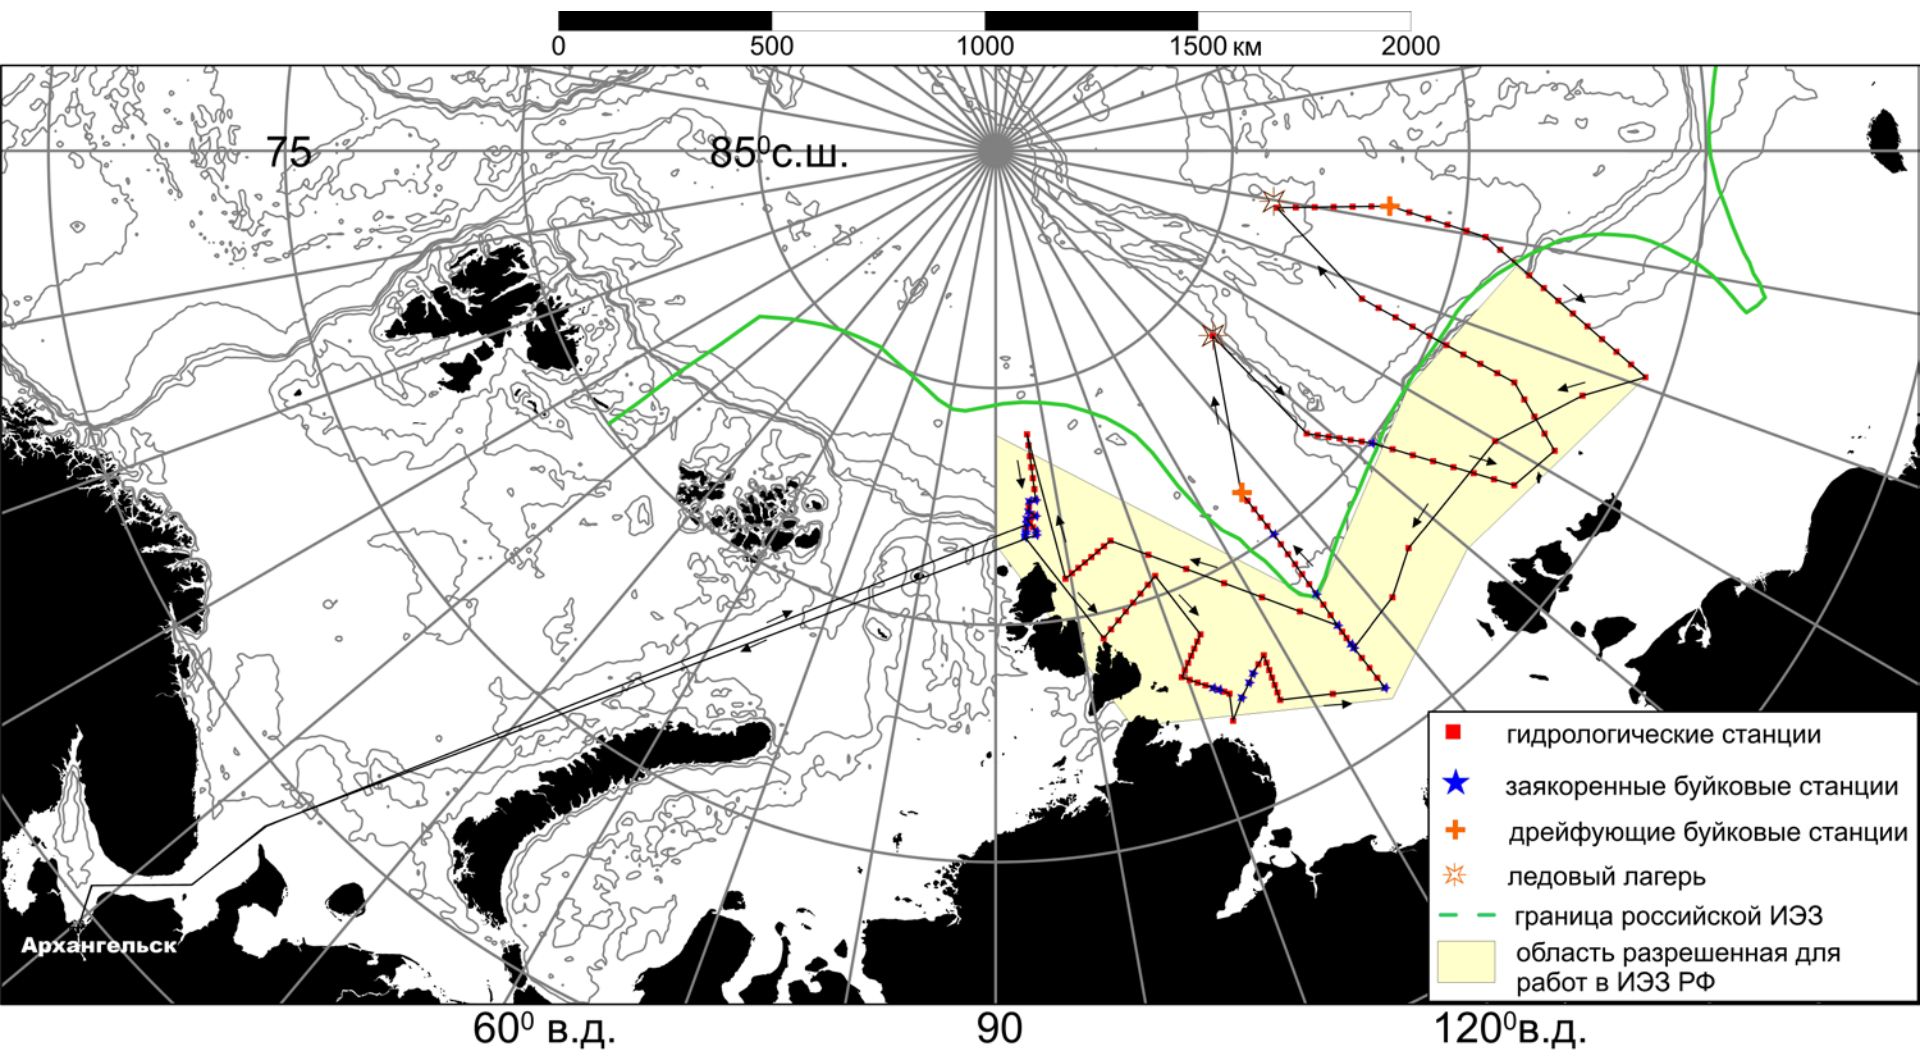 0 500 1000 1500 км 2000
75 85⁰с.ш.
гидрологические станции
заякоренные буйковые станции
дрейфующие буйковые станции
ледовый лагерь
граница российской ИЭЗ
область разрешенная для
работ в ИЭЗ РФ
Архангельск
60⁰ в.д. 90 120⁰в.д.